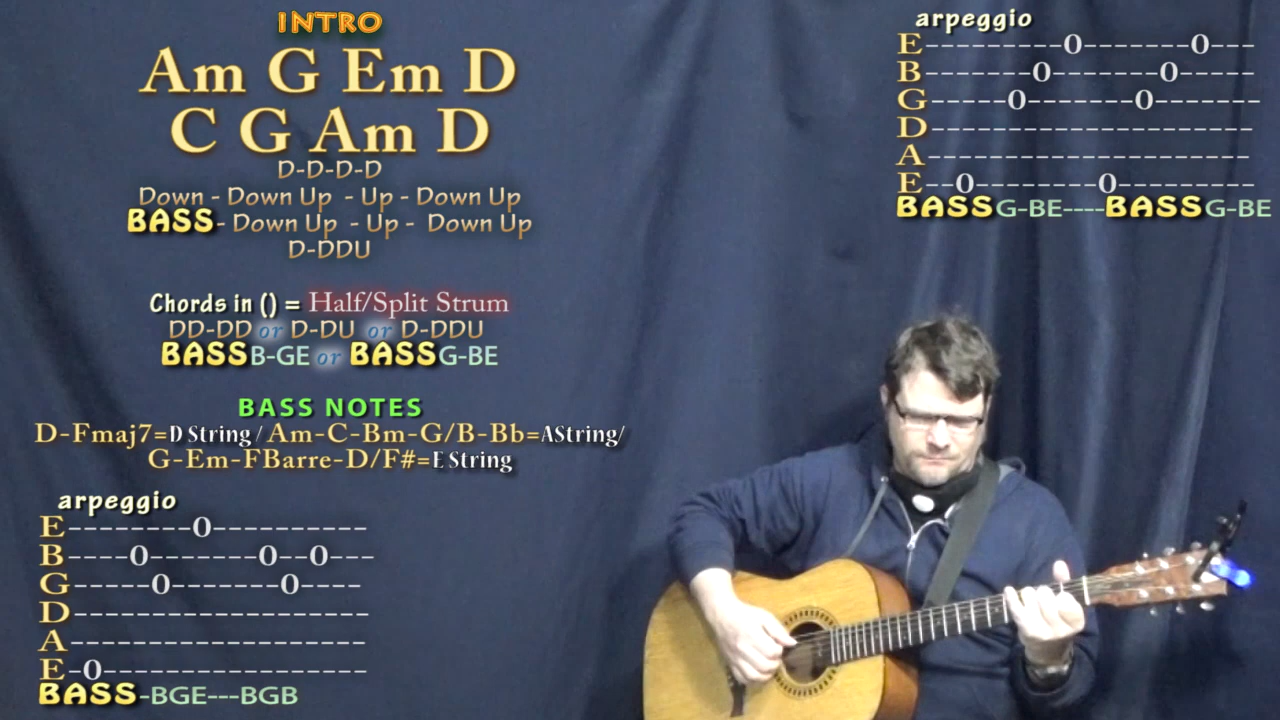 INTRO
Am G Em D
C G Am D
D-D-D-D
Down - Down Up - Up - Down Up
BASS- Down Up - Up - Down Up
D-DDU
Chords in () = Half/Split Strum
DD-DD or D-DU or D-DDU
BASS B-GE or BASS G-BE
BASS NOTES
D-Fmaj7=D String / Am-C-Bm-G/B-Bb=AString/
G-Em-FBarre-D/F#=E String
arpeggio
E--------0----------
B----0-------0--0---
G-----0-------0----
D------------------
A------------------
E-0----------------
BASS-BGE---BGB
arpeggio
E---------0-------0---
B-------0-------0-----
G-----0-------0-------
D---------------------
A---------------------
E--0--------0---------
BASSG-BE----BASSG-BE